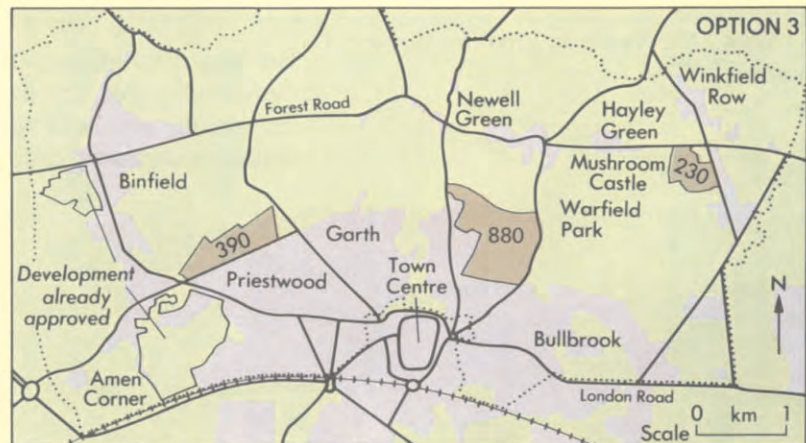 OPTION 3
Winkfield
Row
Newell
Green
Forest Road
Hayley
Green
Mushroom
Castle
230
Binfield
Warfield
Park
390
Garth
880
Development
already
approved
Priestwood
Town
Centre
N
Bullbrook
Amen
Corner
London Road
0 km 1
Scale